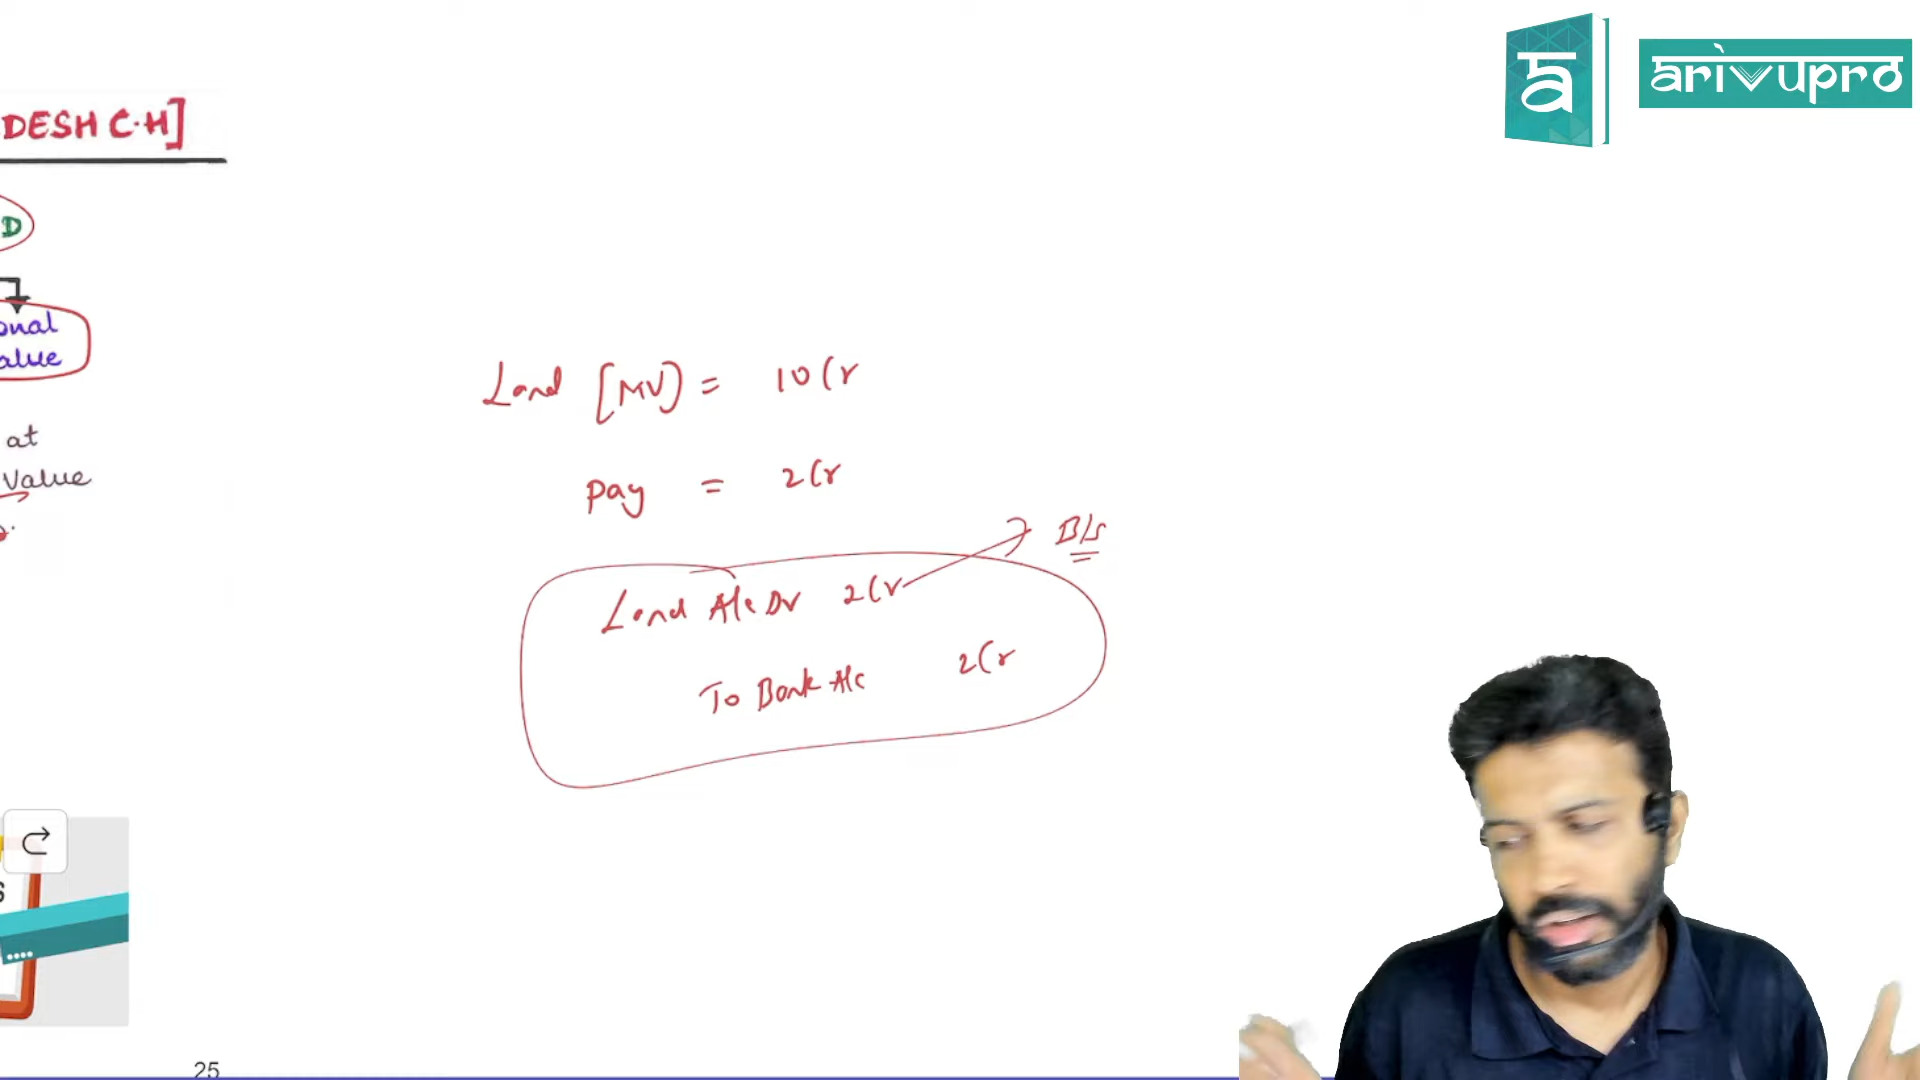 a arivupro
DESH C.H]
D
onal
alue
at
Value
Land [MV] = 10 Cr
Pay = 2 Cr
B/S
Land A/c Dr 2 Cr
To Bank A/c 2 Cr
S
25